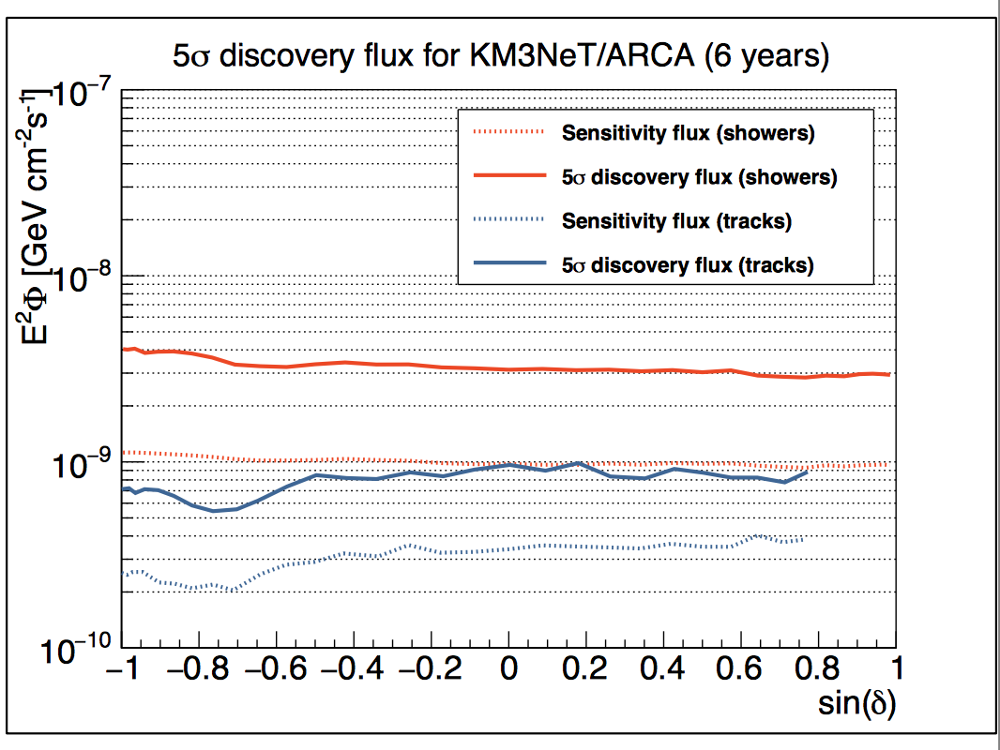 5σ discovery flux for KM3NeT/ARCA (6 years)
E²Φ [GeV cm⁻²s⁻¹]
10⁻⁷
10⁻⁸
10⁻⁹
10⁻¹⁰
Sensitivity flux (showers)
5σ discovery flux (showers)
Sensitivity flux (tracks)
5σ discovery flux (tracks)
−1 −0.8 −0.6 −0.4 −0.2 0 0.2 0.4 0.6 0.8 1
sin(δ)